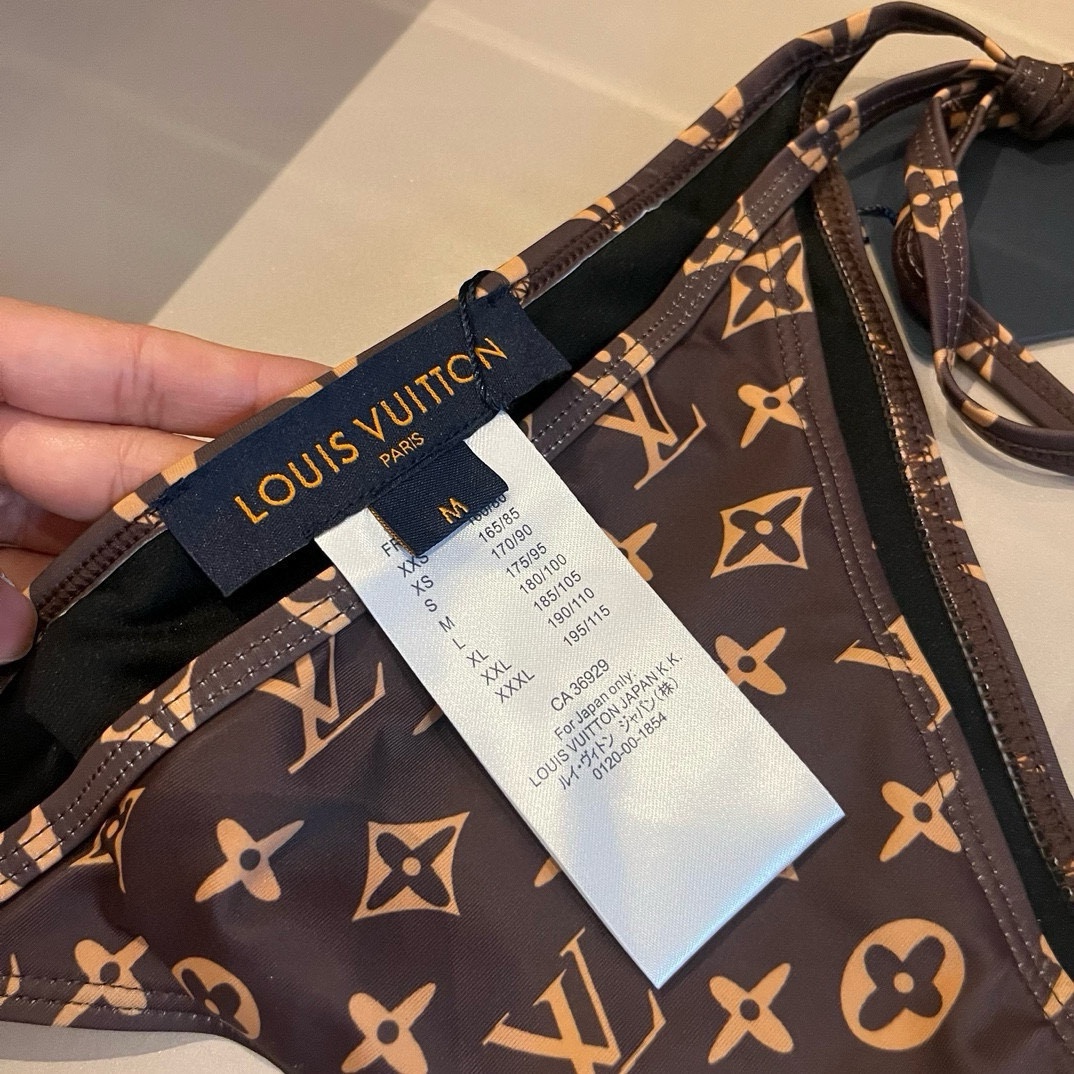 LOUIS VUITTON
PARIS
M
165/85
XXS 170/90
XS 175/95
S 180/100
M 185/105
L 190/110
XL 195/115
XXL
XXXL
CA 36929
For Japan only:
LOUIS VUITTON JAPAN K.K.
ルイ・ヴィトン ジャパン(株)
0120-00-1854